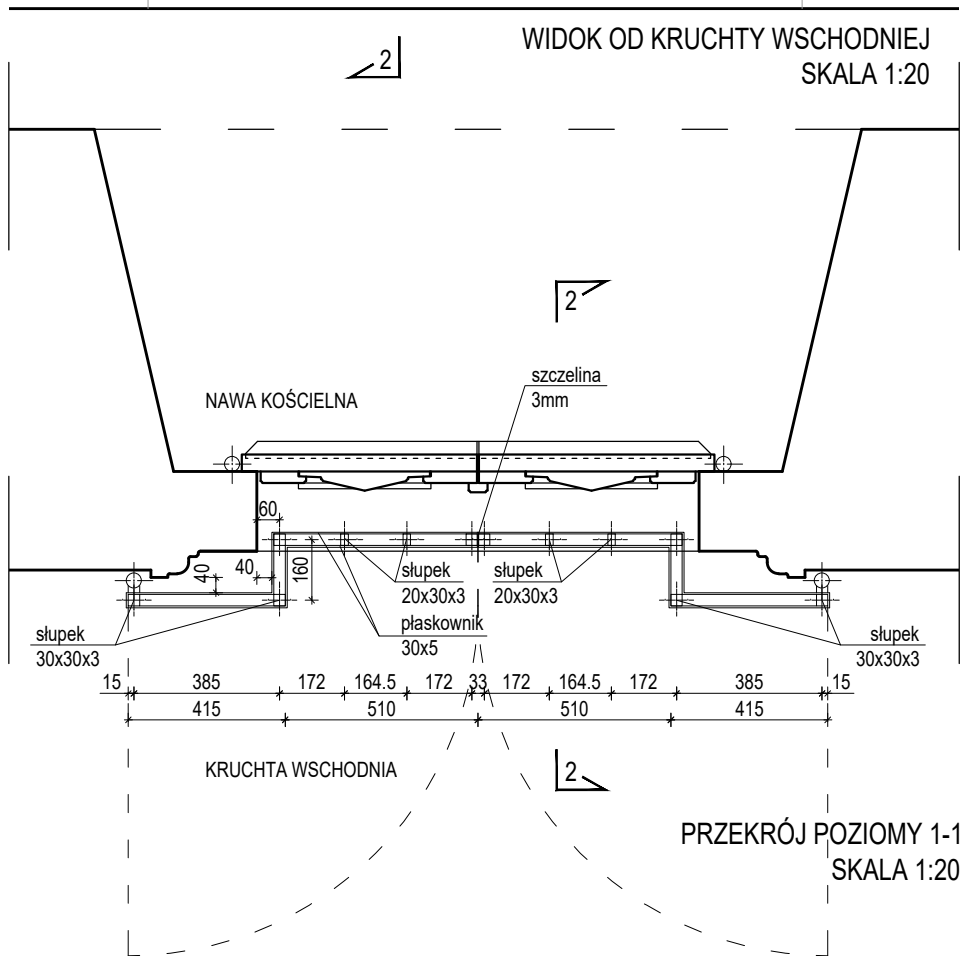 WIDOK OD KRUCHTY WSCHODNIEJ
SKALA 1:20
2
2
szczelina
3mm
NAWA KOŚCIELNA
60
40
40
160
słupek
20x30x3
słupek
20x30x3
płaskownik
30x5
słupek
30x30x3
słupek
30x30x3
15 385 172 164.5 172 33 172 164.5 172 385 15
415 510 510 415
KRUCHTA WSCHODNIA
2
PRZEKRÓJ POZIOMY 1-1
SKALA 1:20